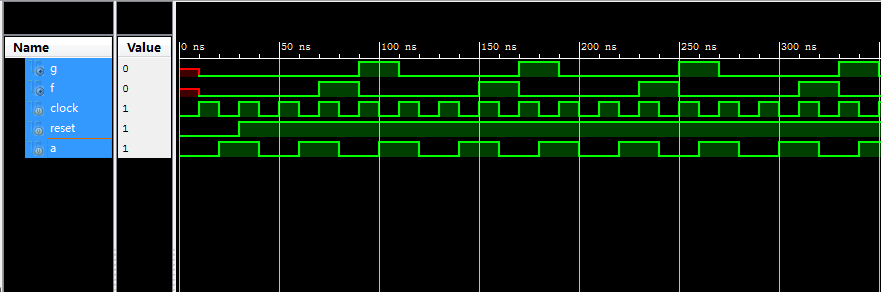 Name Value
0 ns 50 ns 100 ns 150 ns 200 ns 250 ns 300 ns
g 0
f 0
clock 1
reset 1
a 1